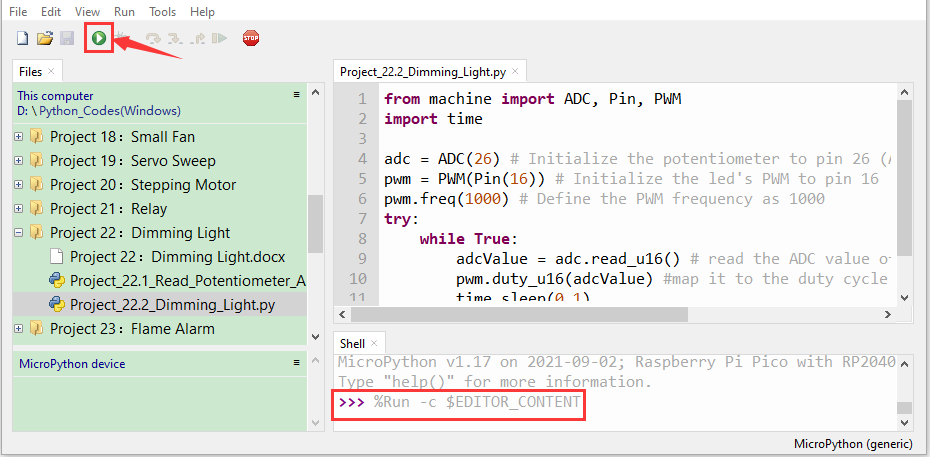 File Edit View Run Tools Help
STOP
Files ×
This computer
D: \ Python_Codes(Windows)
Project 18：Small Fan
Project 19：Servo Sweep
Project 20：Stepping Motor
Project 21：Relay
Project 22：Dimming Light
Project 22：Dimming Light.docx
Project_22.1_Read_Potentiometer_A
Project_22.2_Dimming_Light.py
Project 23：Flame Alarm
MicroPython device
Project_22.2_Dimming_Light.py ×
1 from machine import ADC, Pin, PWM
2 import time
3
4 adc = ADC(26) # Initialize the potentiometer to pin 26 (A
5 pwm = PWM(Pin(16)) # Initialize the led's PWM to pin 16
6 pwm.freq(1000) # Define the PWM frequency as 1000
7 try:
8 while True:
9 adcValue = adc.read_u16() # read the ADC value o
10 pwm.duty_u16(adcValue) #map it to the duty cycle
11 time.sleep(0.1)
Shell ×
MicroPython v1.17 on 2021-09-02; Raspberry Pi Pico with RP2040
Type "help()" for more information.
>>> %Run -c $EDITOR_CONTENT
MicroPython (generic)